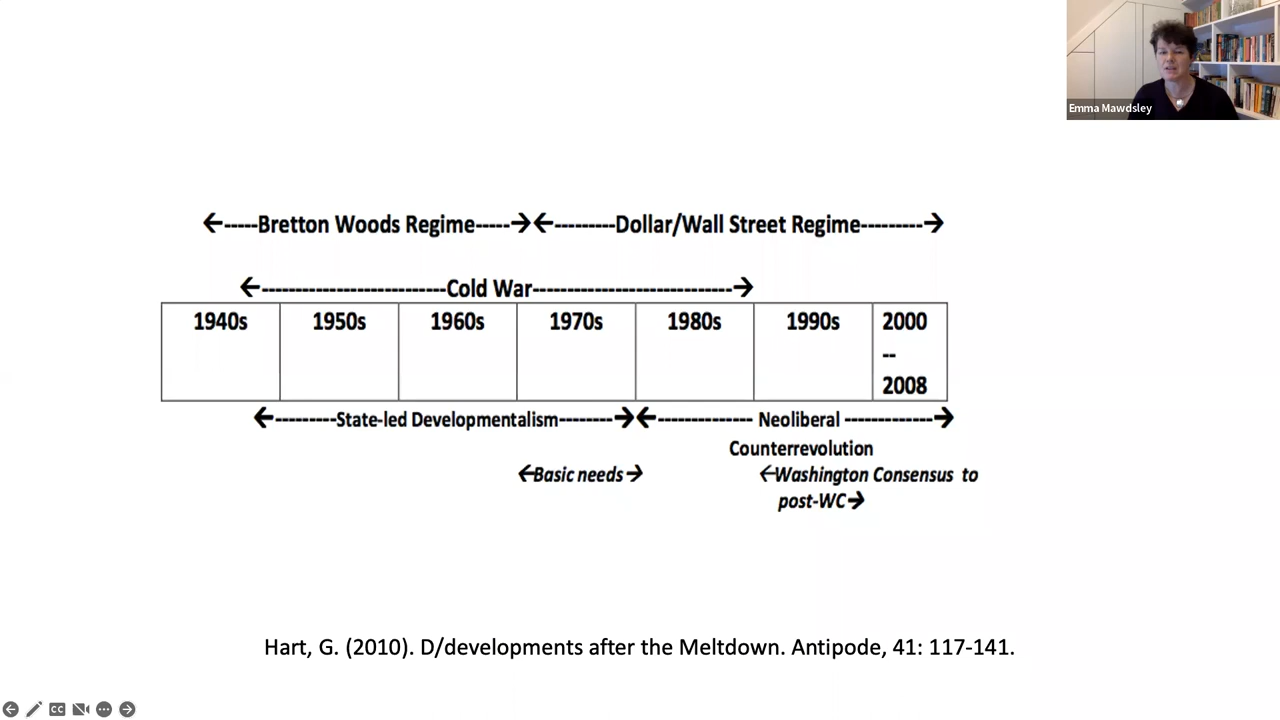 Emma Mawdsley
←-----Bretton Woods Regime-----→←---------Dollar/Wall Street Regime---------→
←---------------------------Cold War-----------------------------→
1940s 1950s 1960s 1970s 1980s 1990s 2000
--
2008
←---------State-led Developmentalism--------→←-------------- Neoliberal -------------→
Counterrevolution
←Basic needs→ ←Washington Consensus to
post-WC→
Hart, G. (2010). D/developments after the Meltdown. Antipode, 41: 117-141.
CC